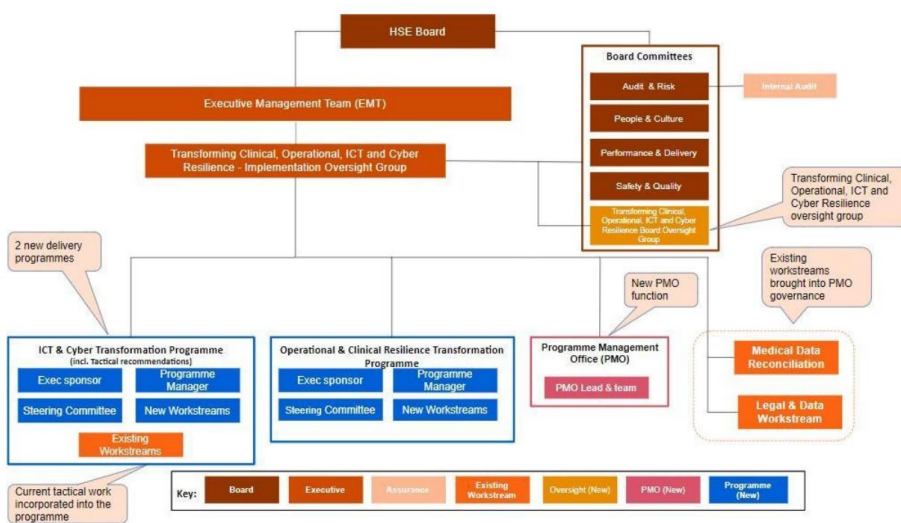 HSE Board
Board Committees
Audit & Risk
Internal Audit
Executive Management Team (EMT)
People & Culture
Transforming Clinical, Operational, ICT and Cyber
Resilience - Implementation Oversight Group
Performance & Delivery
Safety & Quality
Transforming Clinical,
Operational, ICT and
Cyber Resilience
oversight group
Transforming Clinical,
Operational, ICT and Cyber
Resilience Board Oversight
Group
2 new delivery
programmes
Existing
workstreams
brought into PMO
governance
New PMO
function
ICT & Cyber Transformation Programme
(incl. Tactical recommendations)
Exec sponsor
Programme
Manager
Steering Committee
New Workstreams
Existing
Workstreams
Operational & Clinical Resilience Transformation
Programme
Exec sponsor
Programme
Manager
Steering Committee
New Workstreams
Programme Management
Office (PMO)
PMO Lead & team
Medical Data
Reconciliation
Legal & Data
Workstream
Current tactical work
incorporated into the
programme
Key:
Board
Executive
Assurance
Existing
Workstream
Oversight (New)
PMO (New)
Programme
(New)